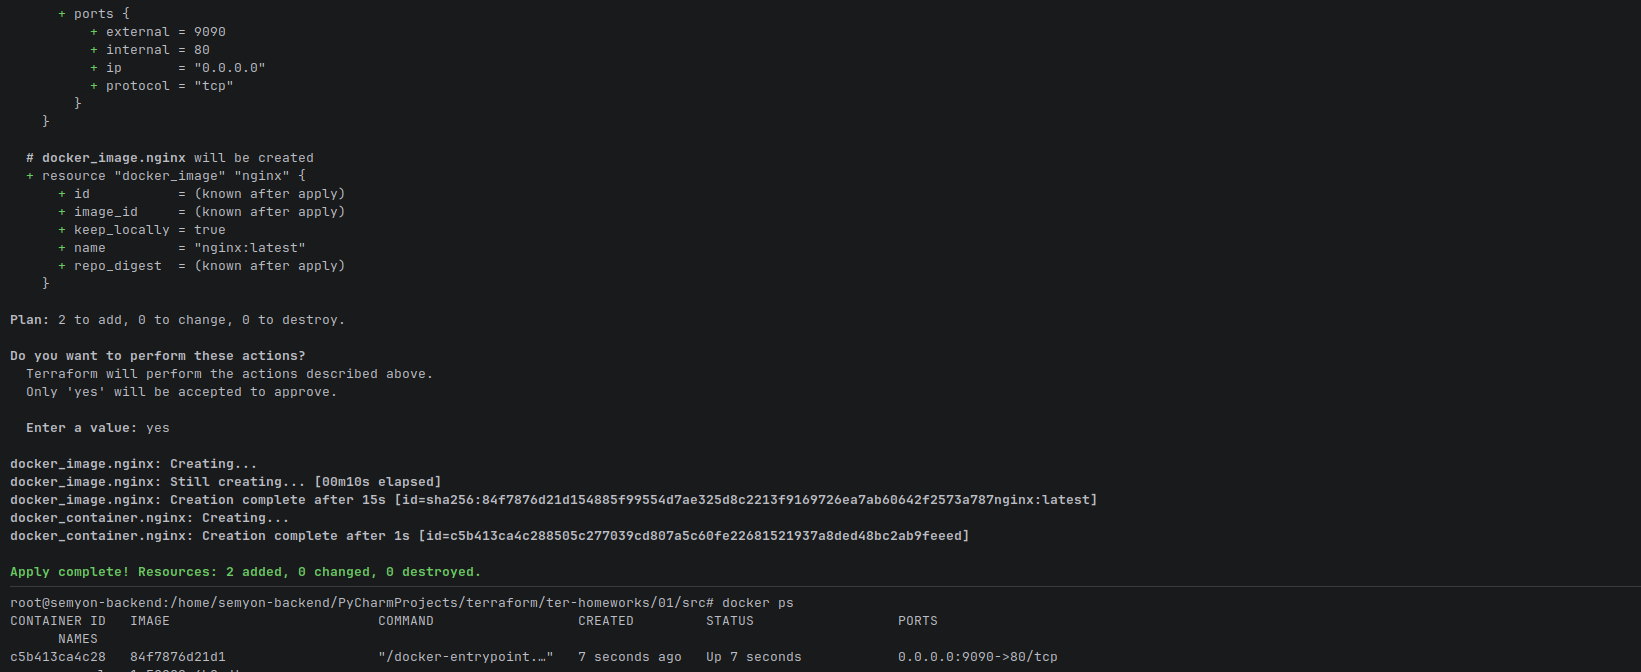 + ports {
+ external = 9090
+ internal = 80
+ ip       = "0.0.0.0"
+ protocol = "tcp"
}
}
# docker_image.nginx will be created
+ resource "docker_image" "nginx" {
+ id           = (known after apply)
+ image_id     = (known after apply)
+ keep_locally = true
+ name         = "nginx:latest"
+ repo_digest  = (known after apply)
}
Plan: 2 to add, 0 to change, 0 to destroy.
Do you want to perform these actions?
Terraform will perform the actions described above.
Only 'yes' will be accepted to approve.
Enter a value: yes
docker_image.nginx: Creating...
docker_image.nginx: Still creating... [00m10s elapsed]
docker_image.nginx: Creation complete after 15s [id=sha256:84f7876d21d154885f99554d7ae325d8c2213f9169726ea7ab60642f2573a787nginx:latest]
docker_container.nginx: Creating...
docker_container.nginx: Creation complete after 1s [id=c5b413ca4c288505c277039cd807a5c60fe22681521937a8ded48bc2ab9feeed]
Apply complete! Resources: 2 added, 0 changed, 0 destroyed.
root@semyon-backend:/home/semyon-backend/PyCharmProjects/terraform/ter-homeworks/01/src# docker ps
CONTAINER ID   IMAGE                          COMMAND                  CREATED         STATUS                  PORTS
NAMES
c5b413ca4c28   84f7876d21d1                   "/docker-entrypoint.…"   7 seconds ago   Up 7 seconds            0.0.0.0:9090->80/tcp